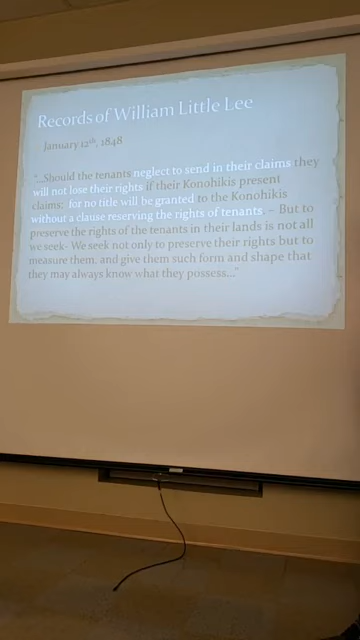 Records of William Little Lee
January 12th, 1848
"...Should the tenants neglect to send in their claims they
will not lose their rights if their Konohikis present
claims; for no title will be granted to the Konohikis
without a clause reserving the rights of tenants. – But to
preserve the rights of the tenants in their lands is not all
we seek- We seek not only to preserve their rights but to
measure them, and give them such form and shape that
they may always know what they possess..."